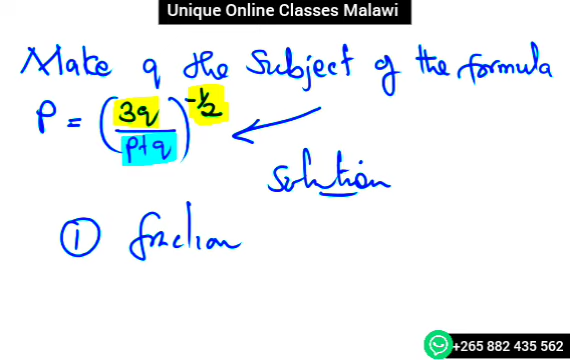 Unique Online Classes Malawi
Make q the Subject of the formula
P = (3q / p+q)^-1/2
Solution
① fraction
+265 882 435 562